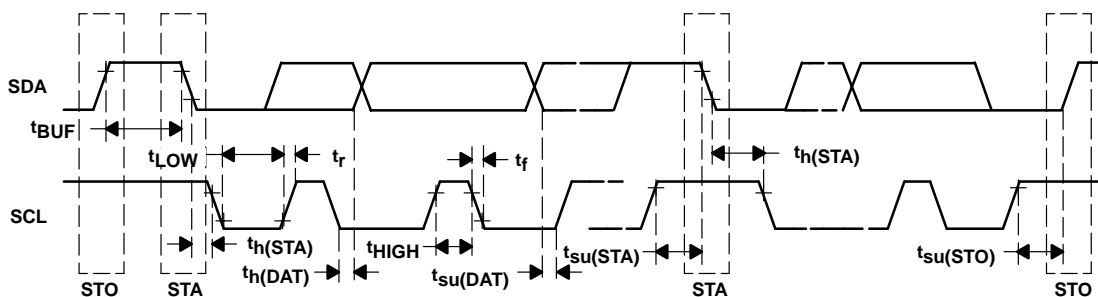 SDA
tBUF
tLOW
tr
tf
th(STA)
SCL
th(STA)
tHIGH
tsu(STA)
tsu(STO)
th(DAT)
tsu(DAT)
STO
STA
STA
STO